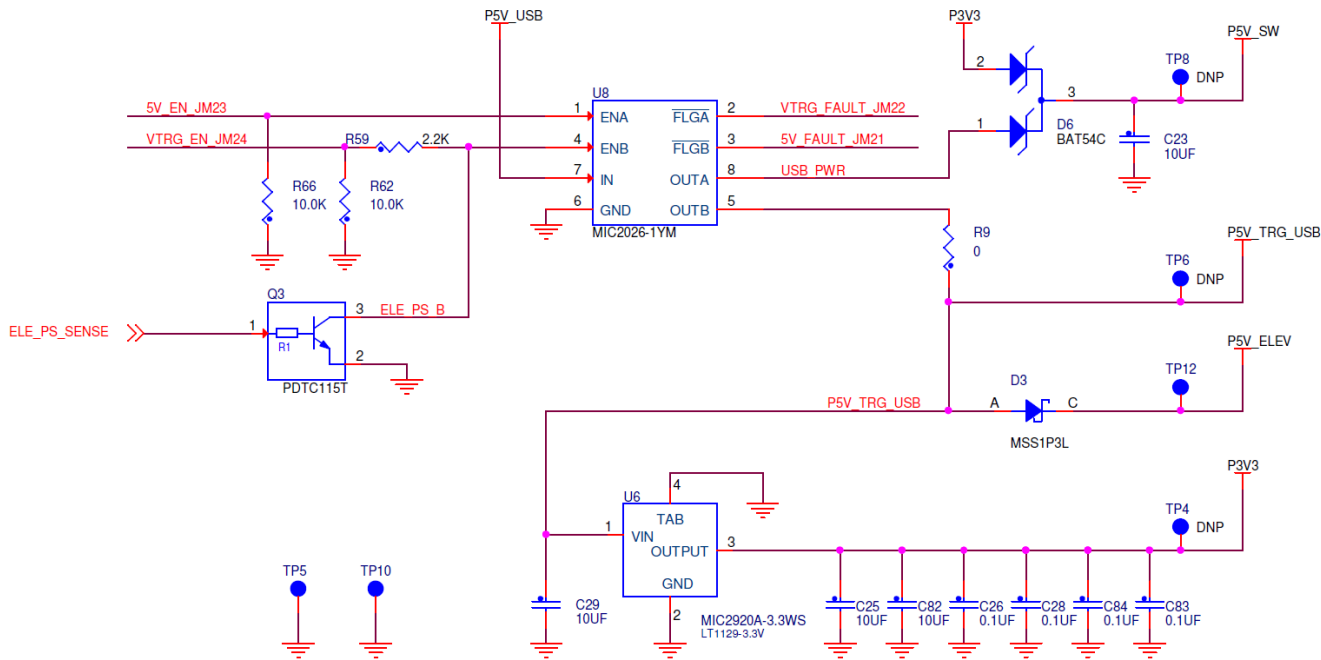 P5V_USB
P3V3
P5V_SW
TP8
DNP
2
3
1
D6
BAT54C
C23
10UF
U8
5V_EN_JM23
1
ENA
FLGA
2
VTRG_FAULT_JM22
VTRG_EN_JM24
R59
2.2K
4
ENB
FLGB
3
5V_FAULT_JM21
7
IN
OUTA
8
USB_PWR
6
GND
OUTB
5
MIC2026-1YM
R66
10.0K
R62
10.0K
R9
0
P5V_TRG_USB
TP6
DNP
Q3
ELE_PS_SENSE
1
R1
3
ELE_PS_B
2
PDTC115T
P5V_ELEV
TP12
D3
P5V_TRG_USB
A
C
MSS1P3L
P3V3
TP4
DNP
U6
4
TAB
1
VIN
OUTPUT
3
GND
2
MIC2920A-3.3WS
LT1129-3.3V
TP5
TP10
C29
10UF
C25
10UF
C82
10UF
C26
0.1UF
C28
0.1UF
C84
0.1UF
C83
0.1UF